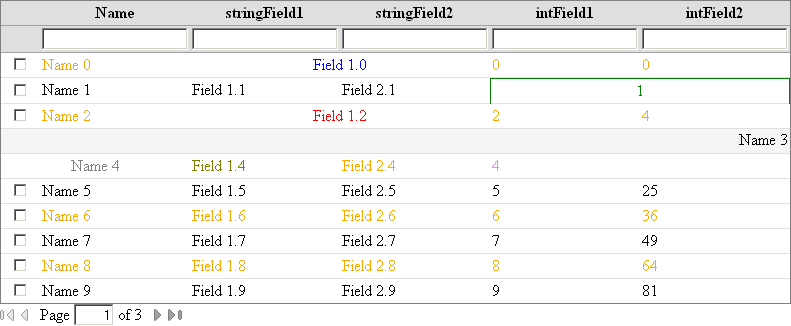 Name stringField1 stringField2 intField1 intField2
Name 0 Field 1.0 0 0
Name 1 Field 1.1 Field 2.1 1
Name 2 Field 1.2 2 4
Name 3
Name 4 Field 1.4 Field 2.4 4
Name 5 Field 1.5 Field 2.5 5 25
Name 6 Field 1.6 Field 2.6 6 36
Name 7 Field 1.7 Field 2.7 7 49
Name 8 Field 1.8 Field 2.8 8 64
Name 9 Field 1.9 Field 2.9 9 81
Page 1 of 3